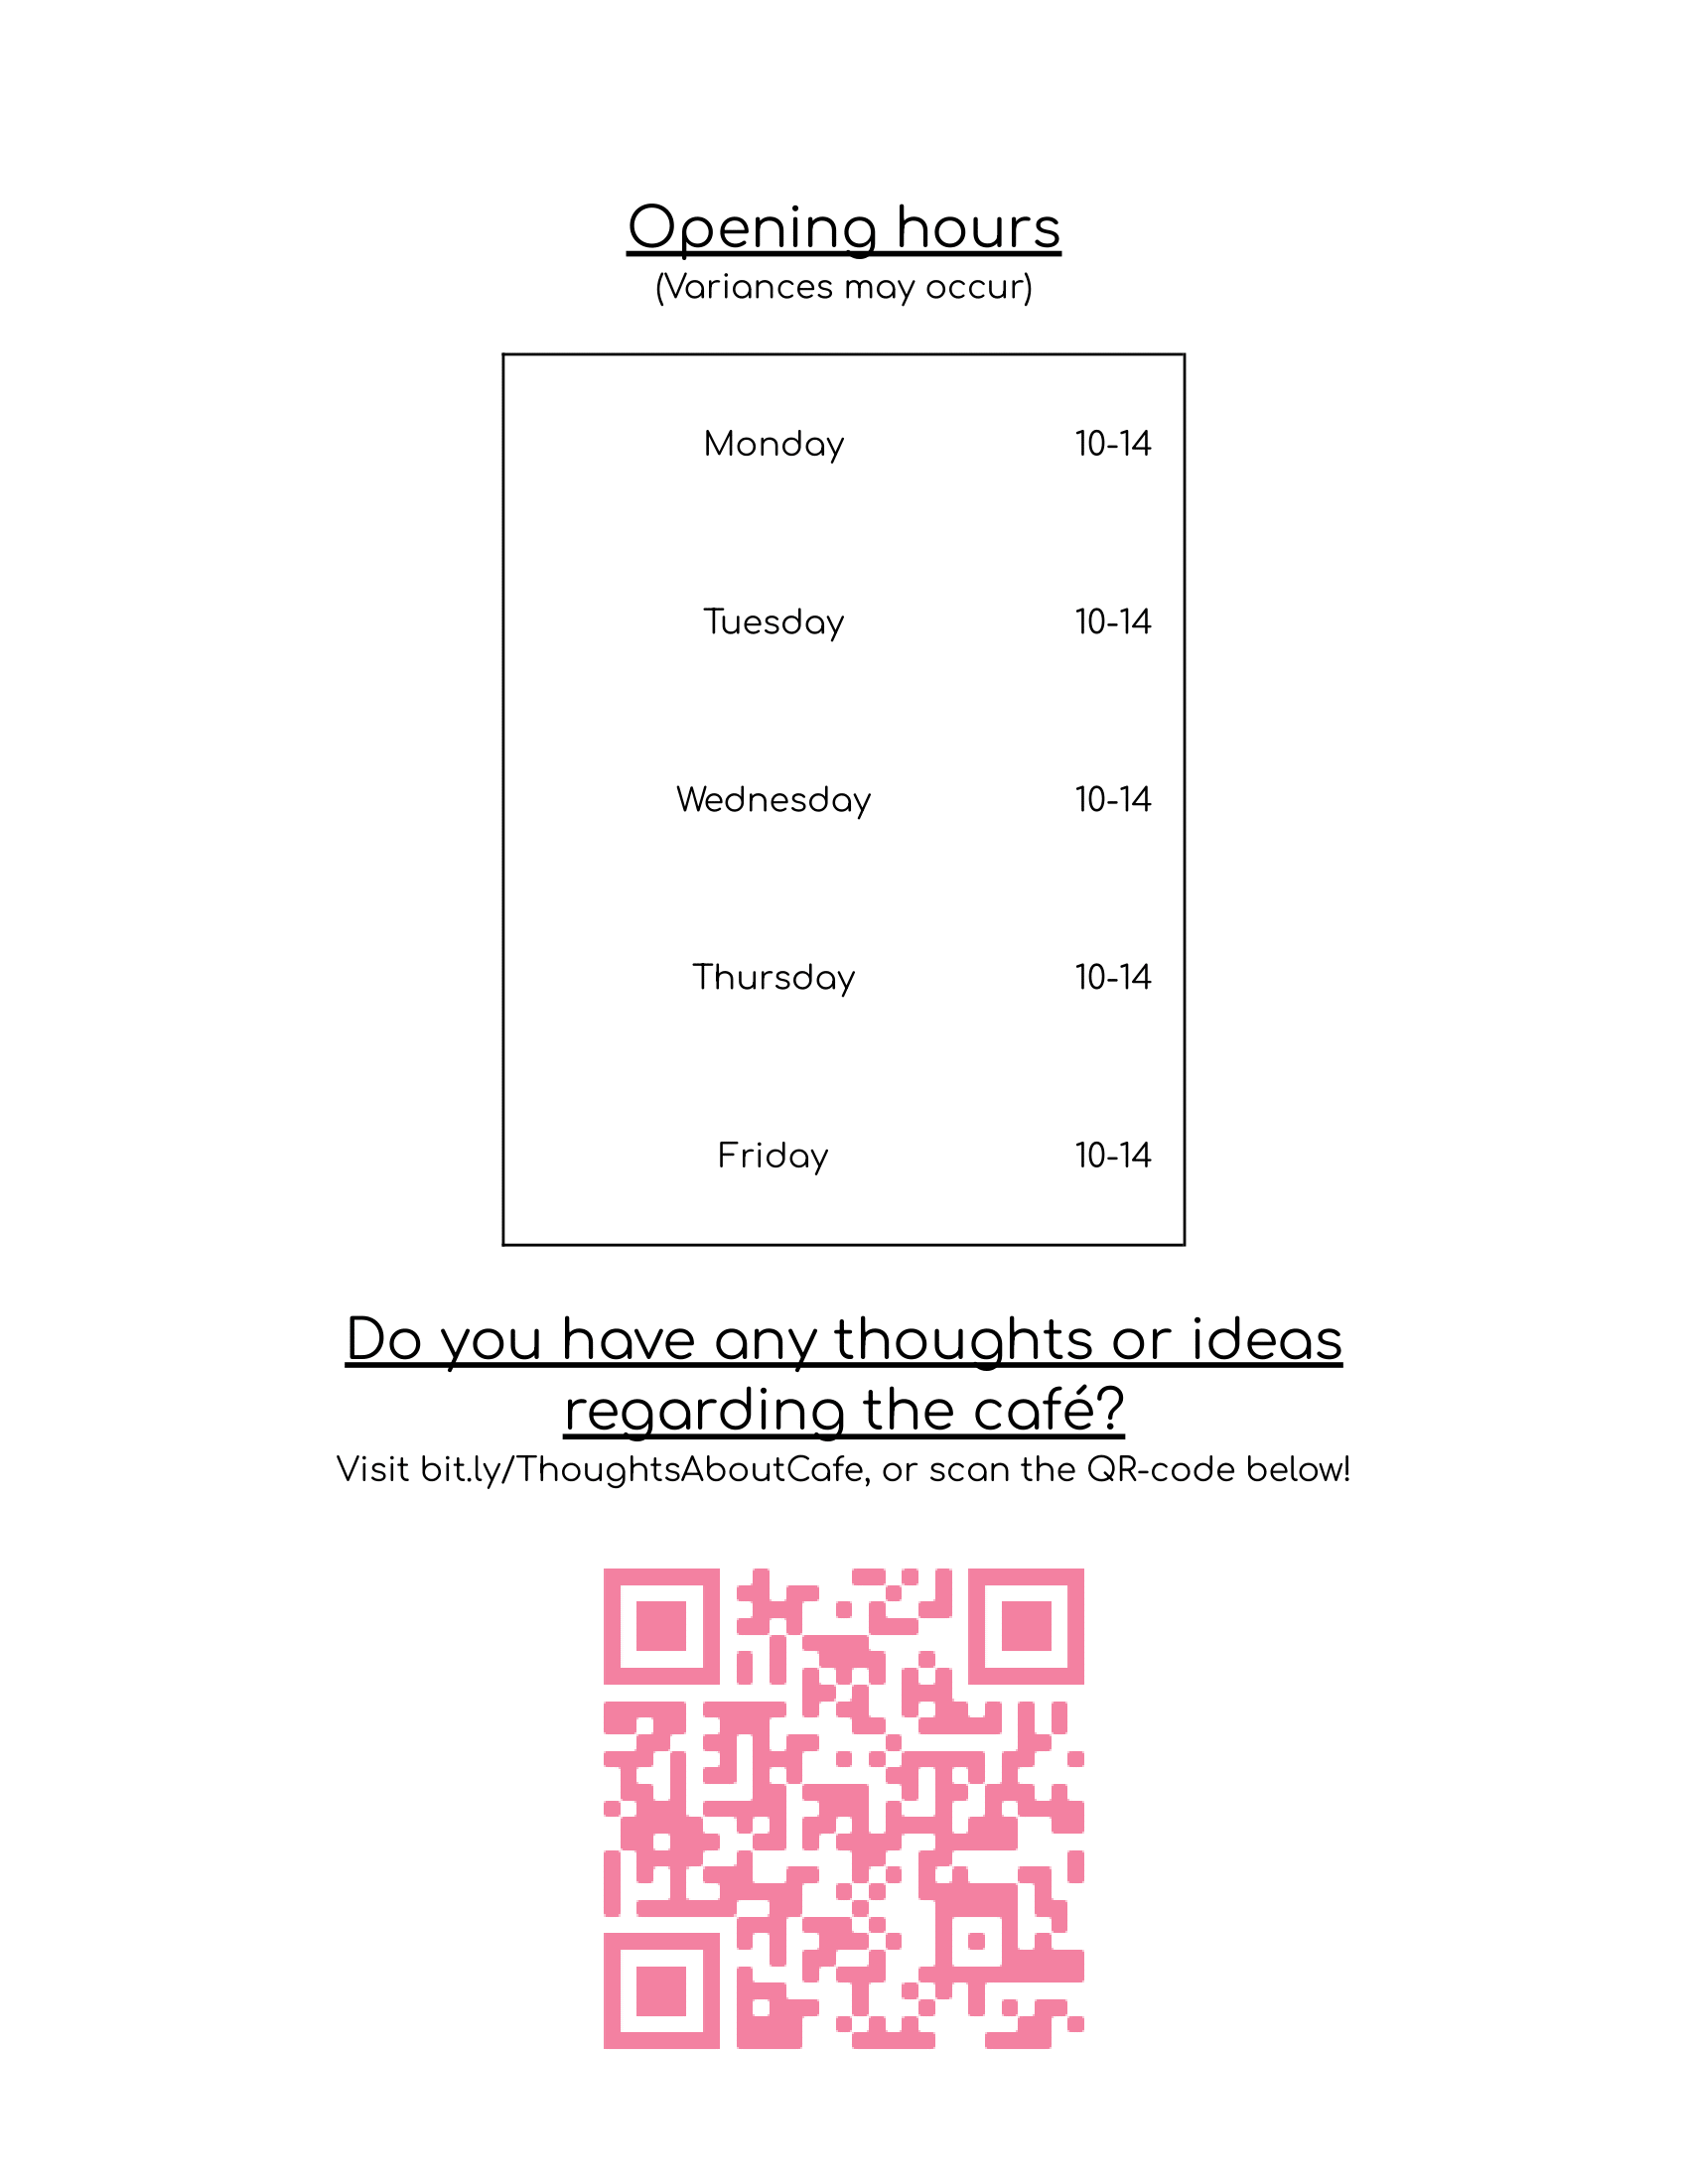 Opening hours
(Variances may occur)
Monday 10-14
Tuesday 10-14
Wednesday 10-14
Thursday 10-14
Friday 10-14
Do you have any thoughts or ideas
regarding the café?
Visit bit.ly/ThoughtsAboutCafe, or scan the QR-code below!